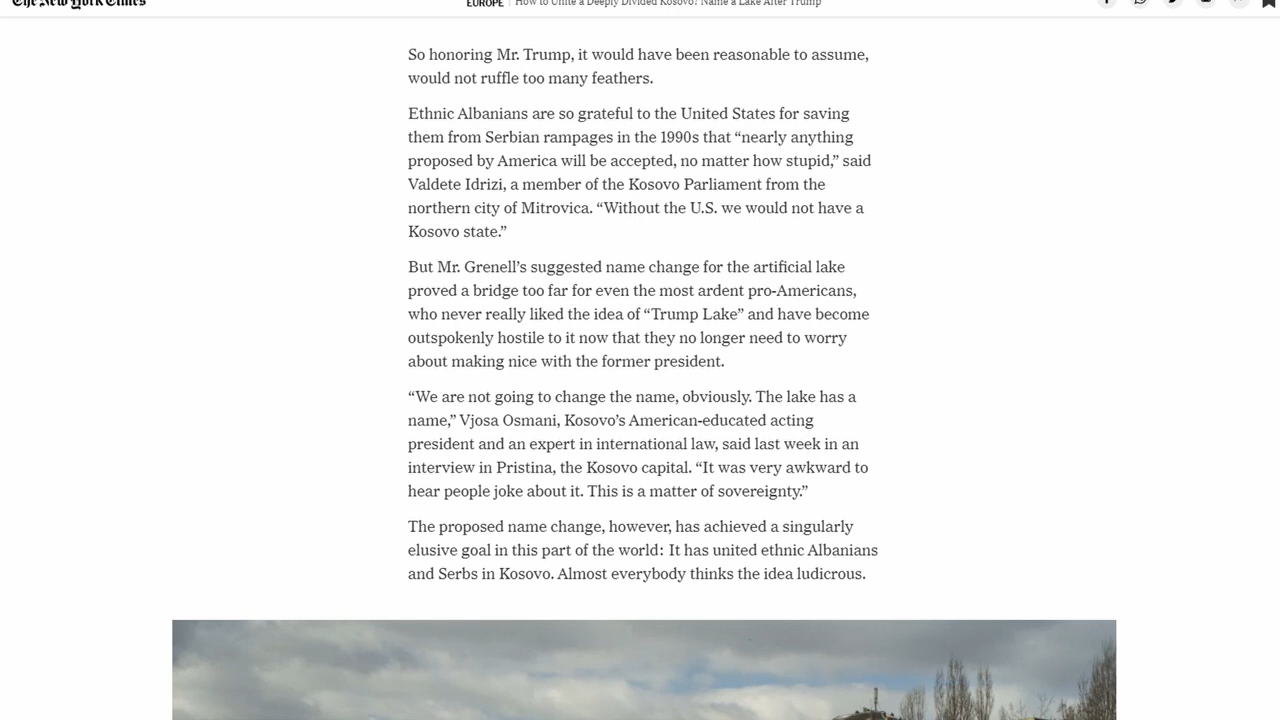 The New York Times
EUROPE | How to Unite a Deeply Divided Kosovo? Name a Lake After Trump
So honoring Mr. Trump, it would have been reasonable to assume,
would not ruffle too many feathers.
Ethnic Albanians are so grateful to the United States for saving
them from Serbian rampages in the 1990s that “nearly anything
proposed by America will be accepted, no matter how stupid,” said
Valdete Idrizi, a member of the Kosovo Parliament from the
northern city of Mitrovica. “Without the U.S. we would not have a
Kosovo state.”
But Mr. Grenell’s suggested name change for the artificial lake
proved a bridge too far for even the most ardent pro-Americans,
who never really liked the idea of “Trump Lake” and have become
outspokenly hostile to it now that they no longer need to worry
about making nice with the former president.
“We are not going to change the name, obviously. The lake has a
name,” Vjosa Osmani, Kosovo’s American-educated acting
president and an expert in international law, said last week in an
interview in Pristina, the Kosovo capital. “It was very awkward to
hear people joke about it. This is a matter of sovereignty.”
The proposed name change, however, has achieved a singularly
elusive goal in this part of the world: It has united ethnic Albanians
and Serbs in Kosovo. Almost everybody thinks the idea ludicrous.